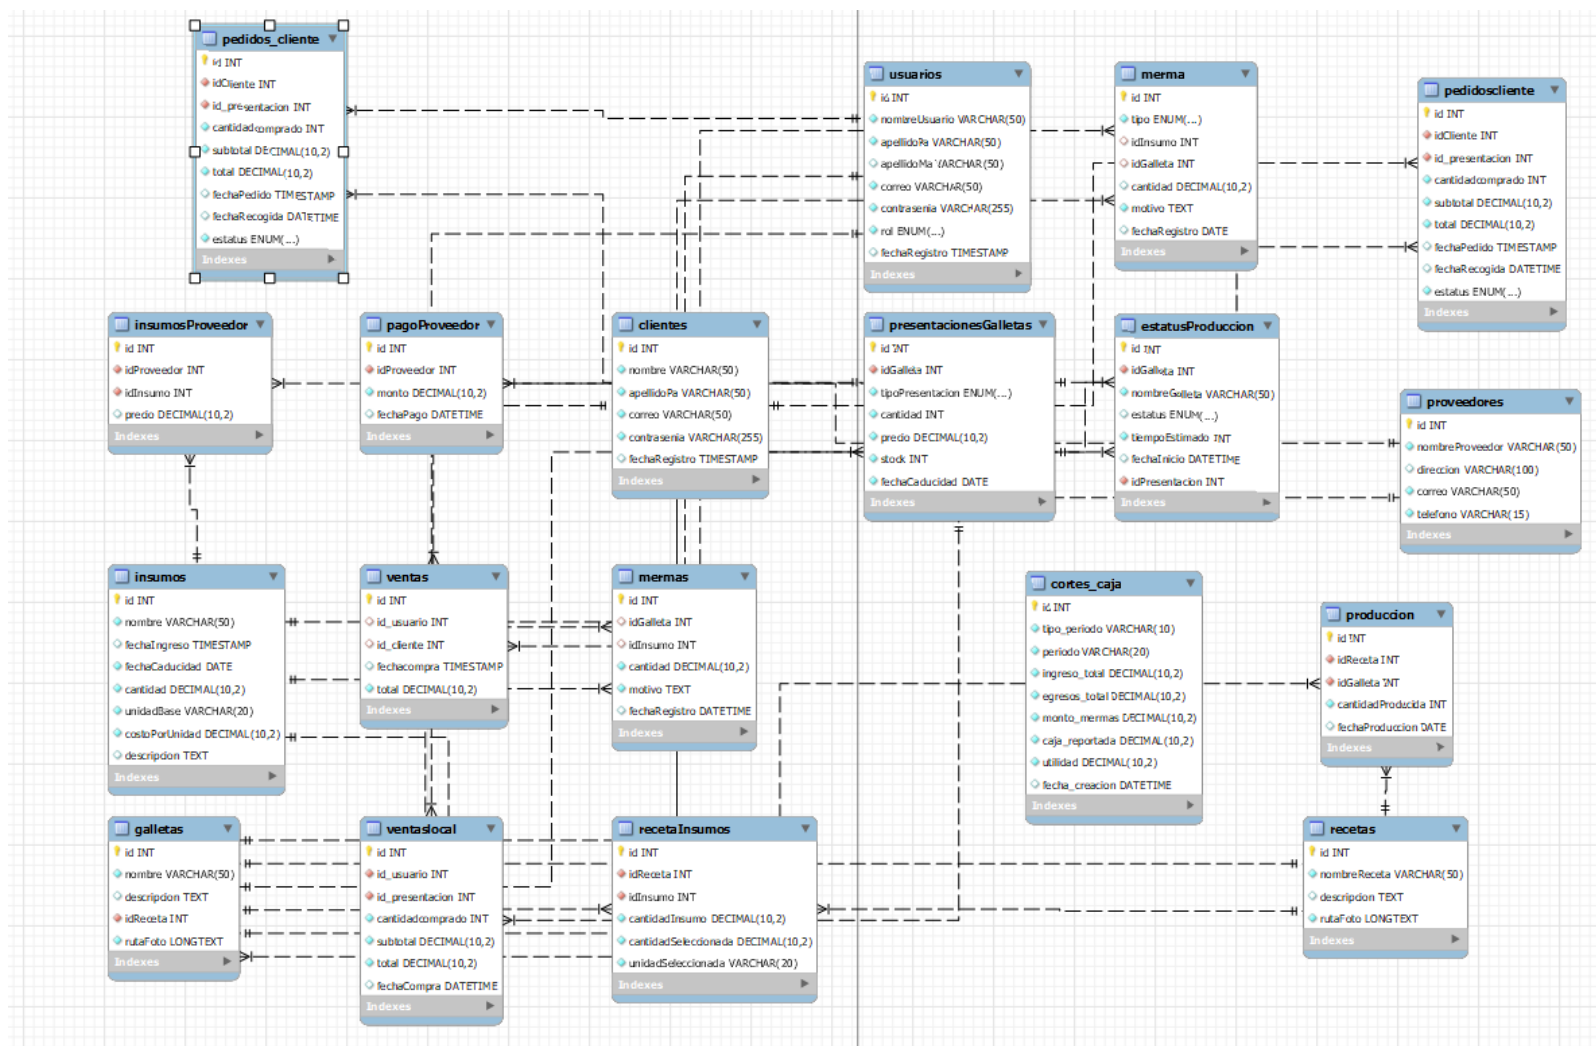 pedidos_cliente
id INT
idCliente INT
id_presentacion INT
cantidadcomprado INT
subtotal DECIMAL(10,2)
total DECIMAL(10,2)
fechaPedido TIMESTAMP
fechaRecogida DATETIME
estatus ENUM(...)
Indexes
usuarios
id INT
nombreUsuario VARCHAR(50)
apellidoPa VARCHAR(50)
apellidoMa VARCHAR(50)
correo VARCHAR(50)
contrasenia VARCHAR(255)
rol ENUM(...)
fechaRegistro TIMESTAMP
Indexes
merma
id INT
tipo ENUM(...)
idInsumo INT
idGalleta INT
cantidad DECIMAL(10,2)
motivo TEXT
fechaRegistro DATE
Indexes
pedidoscliente
id INT
idCliente INT
id_presentacion INT
cantidadcomprado INT
subtotal DECIMAL(10,2)
total DECIMAL(10,2)
fechaPedido TIMESTAMP
fechaRecogida DATETIME
estatus ENUM(...)
Indexes
insumosProveedor
id INT
idProveedor INT
idInsumo INT
precio DECIMAL(10,2)
Indexes
pagoProveedor
id INT
idProveedor INT
monto DECIMAL(10,2)
fechaPago DATETIME
Indexes
clientes
id INT
nombre VARCHAR(50)
apellidoPa VARCHAR(50)
correo VARCHAR(50)
contrasenia VARCHAR(255)
fechaRegistro TIMESTAMP
Indexes
presentacionesGalletas
id INT
idGalleta INT
tipoPresentacion ENUM(...)
cantidad INT
precio DECIMAL(10,2)
stock INT
fechaCaducidad DATE
Indexes
estatusProduccion
id INT
idGalleta INT
nombreGalleta VARCHAR(50)
estatus ENUM(...)
tiempoEstimado INT
fechaInicio DATETIME
idPresentacion INT
Indexes
proveedores
id INT
nombreProveedor VARCHAR(50)
direccion VARCHAR(100)
correo VARCHAR(50)
telefono VARCHAR(15)
Indexes
insumos
id INT
nombre VARCHAR(50)
fechaIngreso TIMESTAMP
fechaCaducidad DATE
cantidad DECIMAL(10,2)
unidadBase VARCHAR(20)
costoPorUnidad DECIMAL(10,2)
descripcion TEXT
Indexes
ventas
id INT
id_usuario INT
id_cliente INT
fechacompra TIMESTAMP
total DECIMAL(10,2)
Indexes
mermas
id INT
idGalleta INT
idInsumo INT
cantidad DECIMAL(10,2)
motivo TEXT
fechaRegistro DATETIME
Indexes
cortes_caja
id INT
tipo_periodo VARCHAR(10)
periodo VARCHAR(20)
ingreso_total DECIMAL(10,2)
egresos_total DECIMAL(10,2)
monto_mermas DECIMAL(10,2)
caja_reportada DECIMAL(10,2)
utilidad DECIMAL(10,2)
fecha_creacion DATETIME
Indexes
produccion
id INT
idReceta INT
idGalleta INT
cantidadProducida INT
fechaProduccion DATE
Indexes
galletas
id INT
nombre VARCHAR(50)
descripcion TEXT
idReceta INT
rutaFoto LONGTEXT
Indexes
ventaslocal
id INT
id_usuario INT
id_presentacion INT
cantidadcomprado INT
subtotal DECIMAL(10,2)
total DECIMAL(10,2)
fechaCompra DATETIME
Indexes
recetaInsumos
id INT
idReceta INT
idInsumo INT
cantidadInsumo DECIMAL(10,2)
cantidadSeleccionada DECIMAL(10,2)
unidadSeleccionada VARCHAR(20)
Indexes
recetas
id INT
nombreReceta VARCHAR(50)
descripcion TEXT
rutaFoto LONGTEXT
Indexes